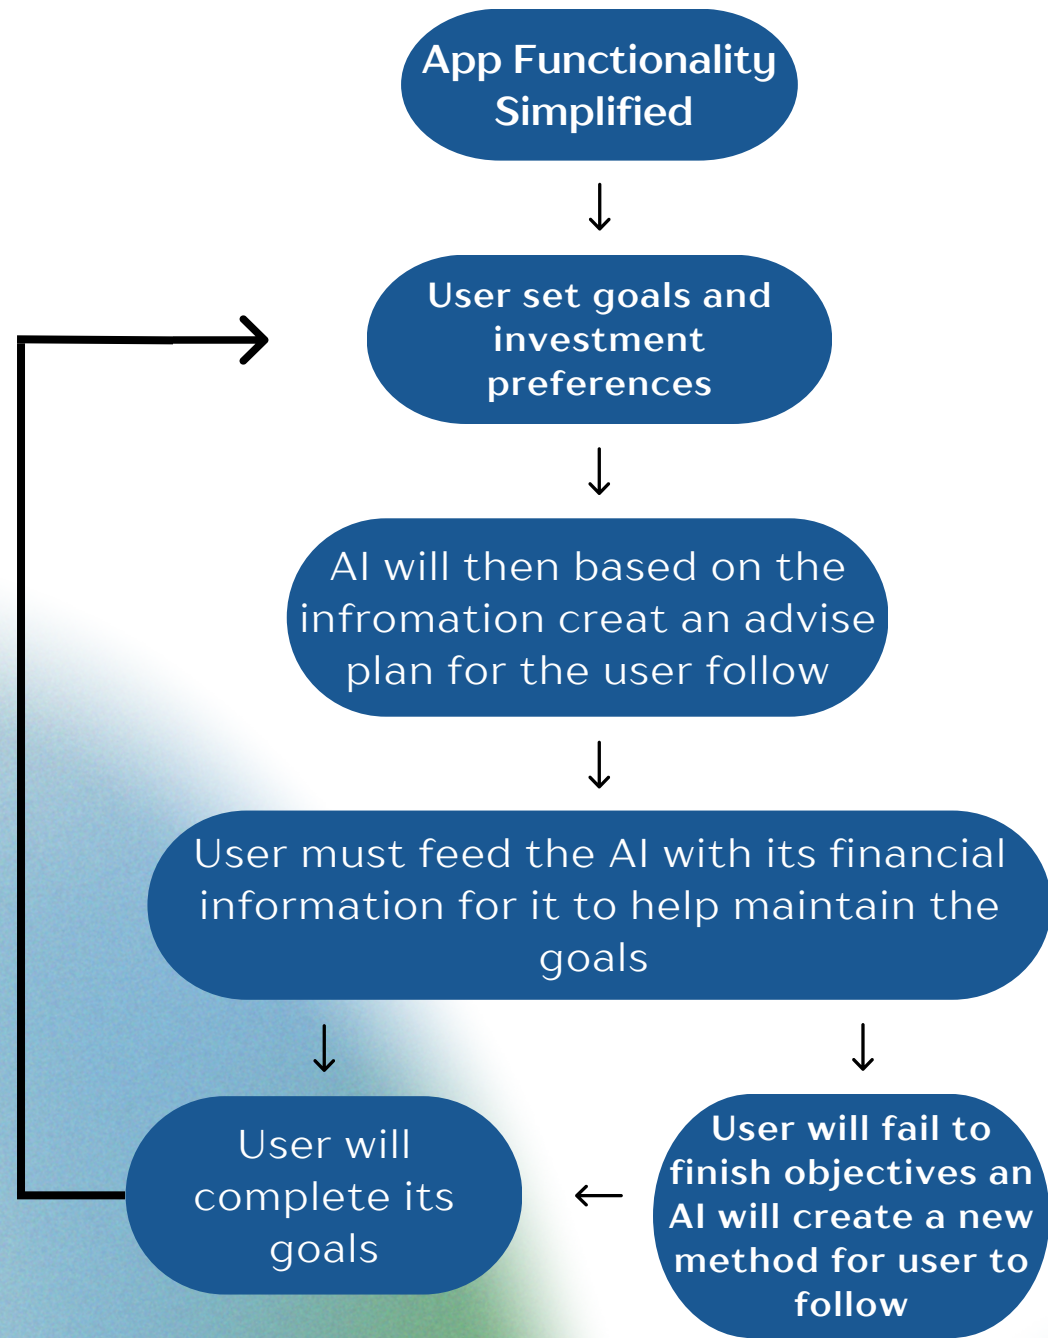 App Functionality
Simplified
User set goals and
investment
preferences
AI will then based on the
infromation creat an advise
plan for the user follow
User must feed the AI with its financial
information for it to help maintain the
goals
User will
complete its
goals
User will fail to
finish objectives an
AI will create a new
method for user to
follow